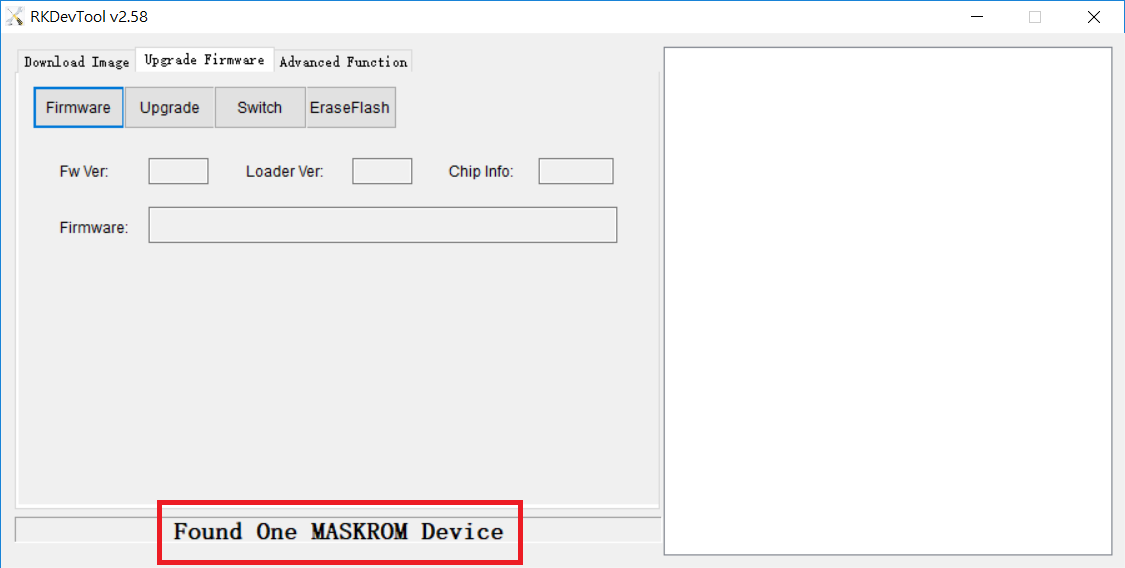 RKDevTool v2.58
Download Image Upgrade Firmware Advanced Function
Firmware Upgrade Switch EraseFlash
Fw Ver: Loader Ver: Chip Info:
Firmware:
Found One MASKROM Device